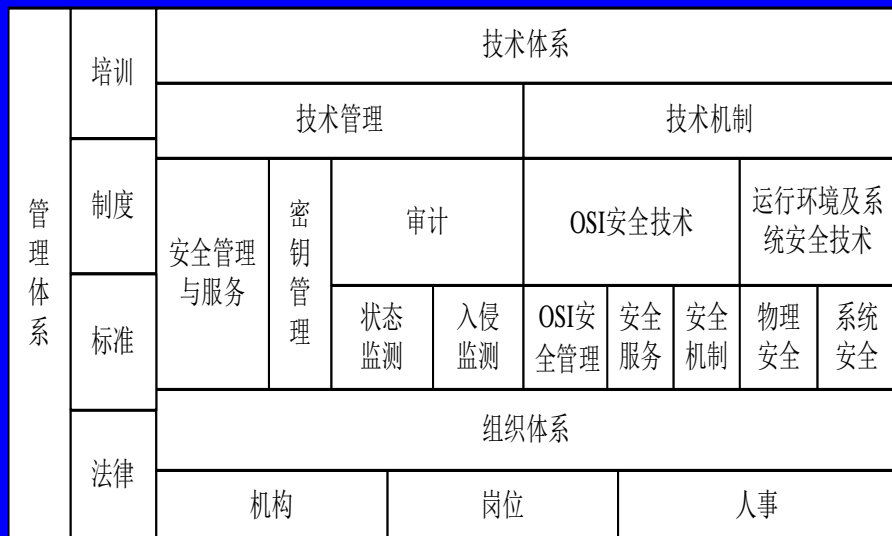 管理体系
培训
制度
标准
法律
技术体系
技术管理
技术机制
安全管理
与服务
密钥管理
审计
OSI安全技术
运行环境及系
统安全技术
状态
监测
入侵
监测
OSI安
全管理
安全
服务
安全
机制
物理
安全
系统
安全
组织体系
机构
岗位
人事